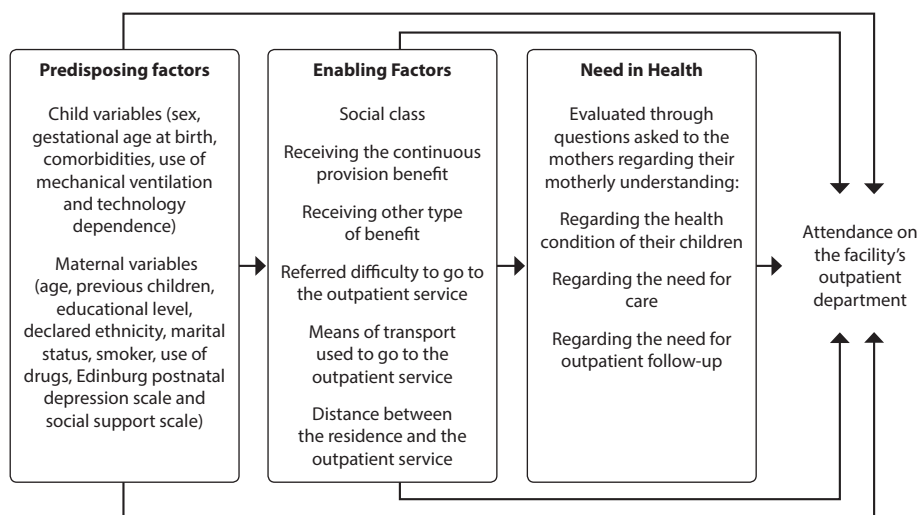 Predisposing factors
Child variables (sex,
gestational age at birth,
comorbidities, use of
mechanical ventilation
and technology
dependence)
Maternal variables
(age, previous children,
educational level,
declared ethnicity, marital
status, smoker, use of
drugs, Edinburg postnatal
depression scale and
social support scale)
Enabling Factors
Social class
Receiving the continuous
provision benefit
Receiving other type
of benefit
Referred difficulty to go to
the outpatient service
Means of transport
used to go to the
outpatient service
Distance between
the residence and the
outpatient service
Need in Health
Evaluated through
questions asked to the
mothers regarding their
motherly understanding:
Regarding the health
condition of their children
Regarding the need for
care
Regarding the need for
outpatient follow-up
Attendance on
the facility's
outpatient
department